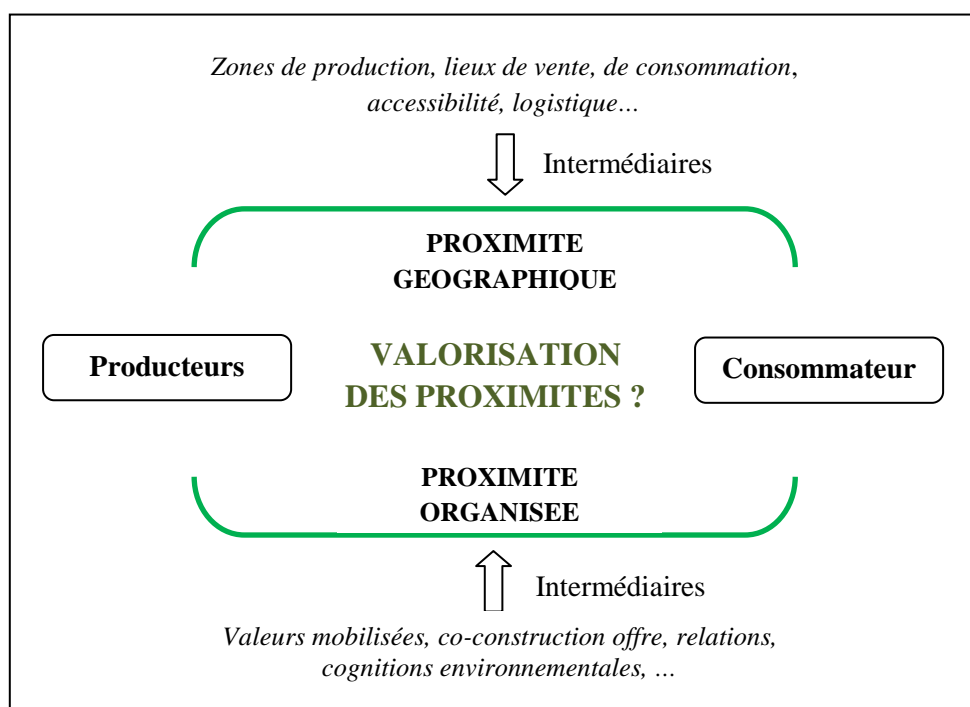 Zones de production, lieux de vente, de consommation,
accessibilité, logistique…
Intermédiaires
PROXIMITE
GEOGRAPHIQUE
Producteurs
VALORISATION
DES PROXIMITES ?
Consommateur
PROXIMITE
ORGANISEE
Intermédiaires
Valeurs mobilisées, co-construction offre, relations,
cognitions environnementales, …